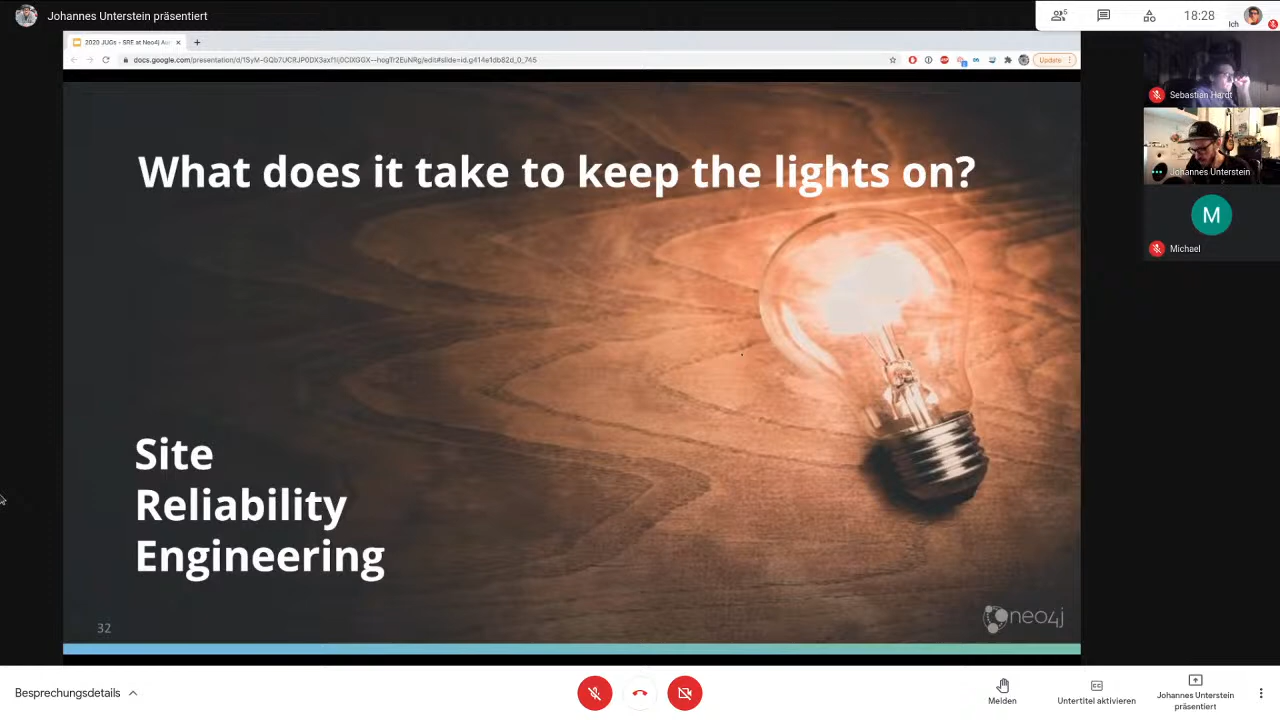 Johannes Unterstein präsentiert
5
18:28
Ich
2020 JUGs - SRE at Neo4j Au
Update
Sebastian Hardt
Johannes Unterstein
M
Michael
What does it take to keep the lights on?
Site
Reliability
Engineering
32
neo4j
Besprechungsdetails
Melden
Untertitel aktivieren
Johannes Unterstein
präsentiert